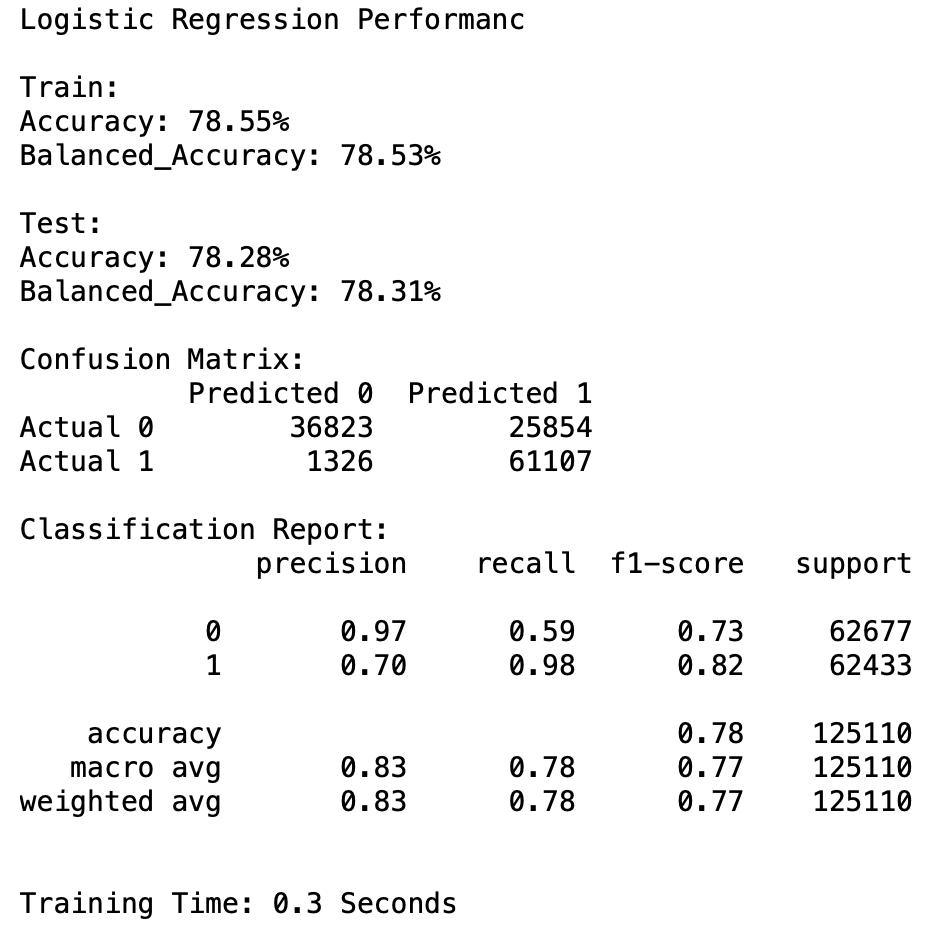 Logistic Regression Performanc
Train:
Accuracy: 78.55%
Balanced_Accuracy: 78.53%
Test:
Accuracy: 78.28%
Balanced_Accuracy: 78.31%
Confusion Matrix:
Predicted 0 Predicted 1
Actual 0 36823 25854
Actual 1 1326 61107
Classification Report:
precision recall f1-score support
0 0.97 0.59 0.73 62677
1 0.70 0.98 0.82 62433
accuracy 0.78 125110
macro avg 0.83 0.78 0.77 125110
weighted avg 0.83 0.78 0.77 125110
Training Time: 0.3 Seconds